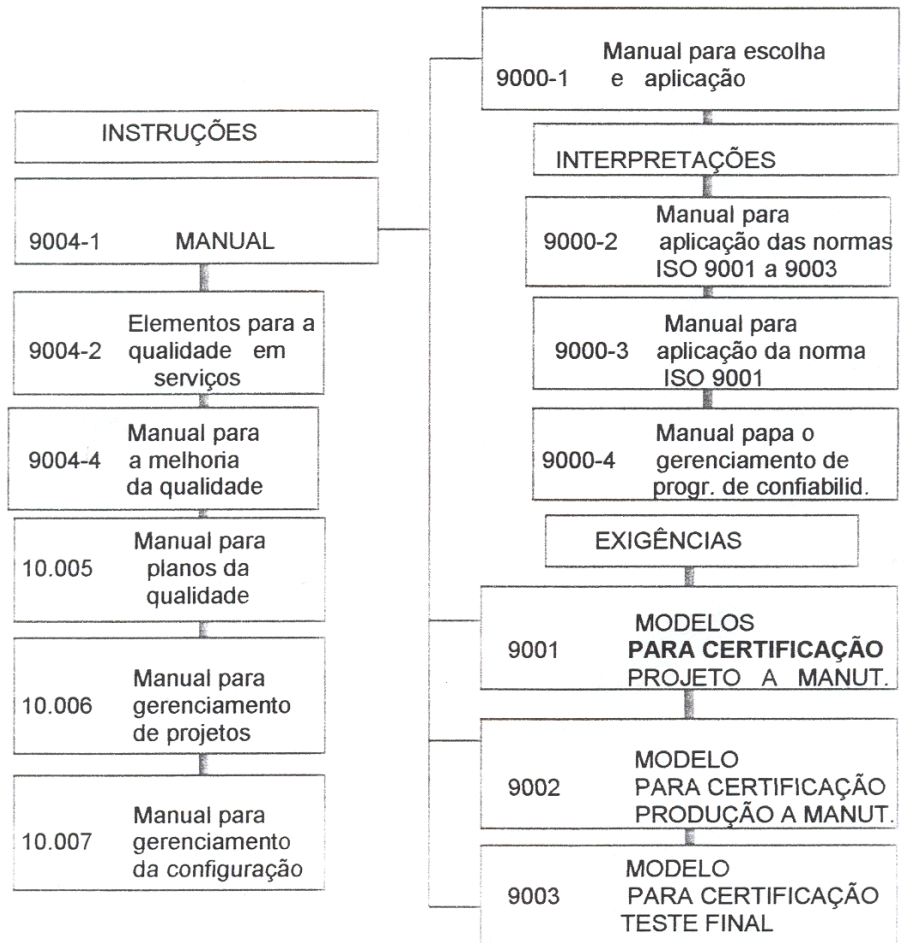 INSTRUÇÕES
9004-1 MANUAL
Elementos para a
9004-2 qualidade em
serviços
Manual para
9004-4 a melhoria
da qualidade
Manual para
10.005 planos da
qualidade
Manual para
10.006 gerenciamento
de projetos
Manual para
10.007 gerenciamento
da configuração
Manual para escolha
9000-1 e aplicação
INTERPRETAÇÕES
Manual para
9000-2 aplicação das normas
ISO 9001 a 9003
Manual para
9000-3 aplicação da norma
ISO 9001
Manual papa o
9000-4 gerenciamento de
progr. de confiabilid.
EXIGÊNCIAS
MODELOS
9001 PARA CERTIFICAÇÃO
PROJETO A MANUT.
MODELO
9002 PARA CERTIFICAÇÃO
PRODUÇÃO A MANUT.
MODELO
9003 PARA CERTIFICAÇÃO
TESTE FINAL